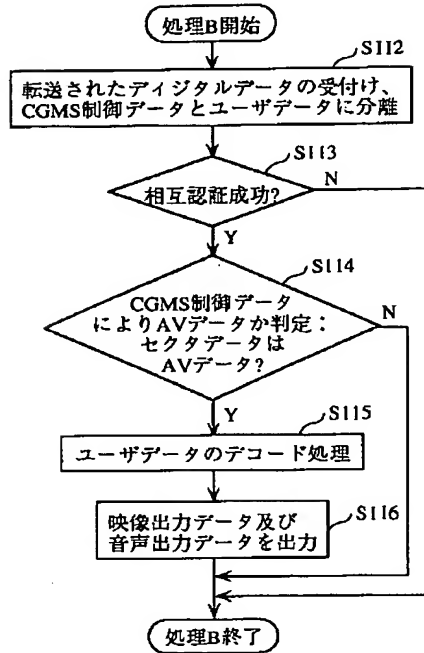 処理B開始
S112
転送されたディジタルデータの受付け、
CGMS制御データとユーザデータに分離
S113
相互認証成功?
N
Y
S114
CGMS制御データ
によりAVデータか判定:
セクタデータは
AVデータ?
N
Y
S115
ユーザデータのデコード処理
S116
映像出力データ及び
音声出力データを出力
処理B終了